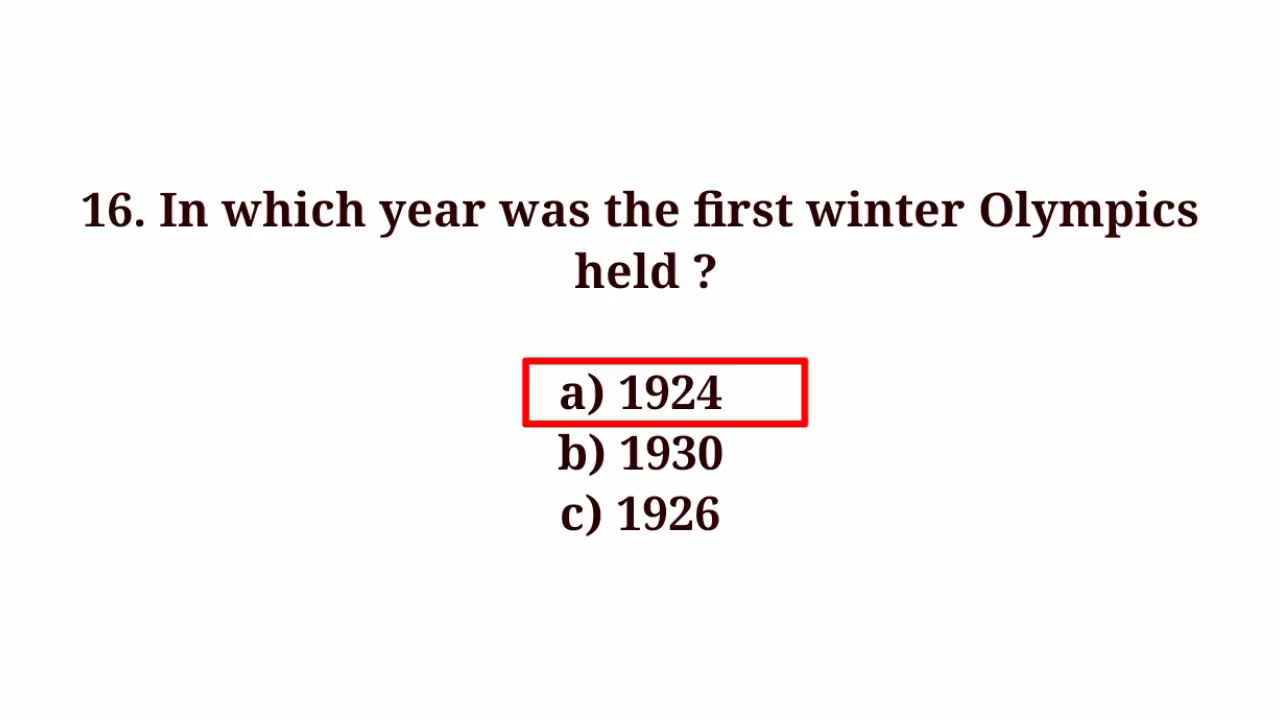 16. In which year was the first winter Olympics
held ?
a) 1924
b) 1930
c) 1926